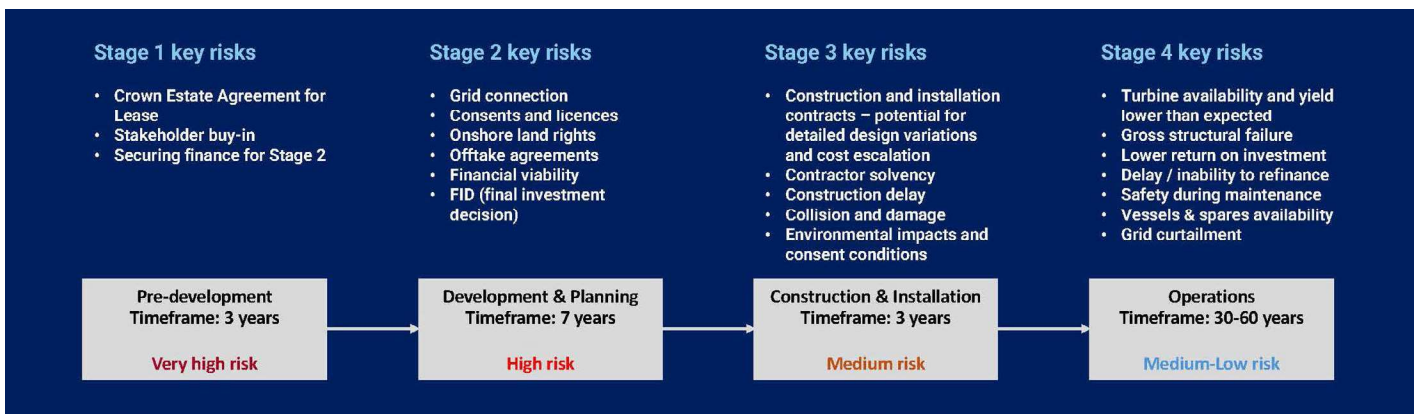 Stage 1 key risks
• Crown Estate Agreement for
Lease
• Stakeholder buy-in
• Securing finance for Stage 2
Pre-development
Timeframe: 3 years
Very high risk
Stage 2 key risks
• Grid connection
• Consents and licences
• Onshore land rights
• Offtake agreements
• Financial viability
• FID (final investment
decision)
Development & Planning
Timeframe: 7 years
High risk
Stage 3 key risks
• Construction and installation
contracts – potential for
detailed design variations
and cost escalation
• Contractor solvency
• Construction delay
• Collision and damage
• Environmental impacts and
consent conditions
Construction & Installation
Timeframe: 3 years
Medium risk
Stage 4 key risks
• Turbine availability and yield
lower than expected
• Gross structural failure
• Lower return on investment
• Delay / inability to refinance
• Safety during maintenance
• Vessels & spares availability
• Grid curtailment
Operations
Timeframe: 30-60 years
Medium-Low risk